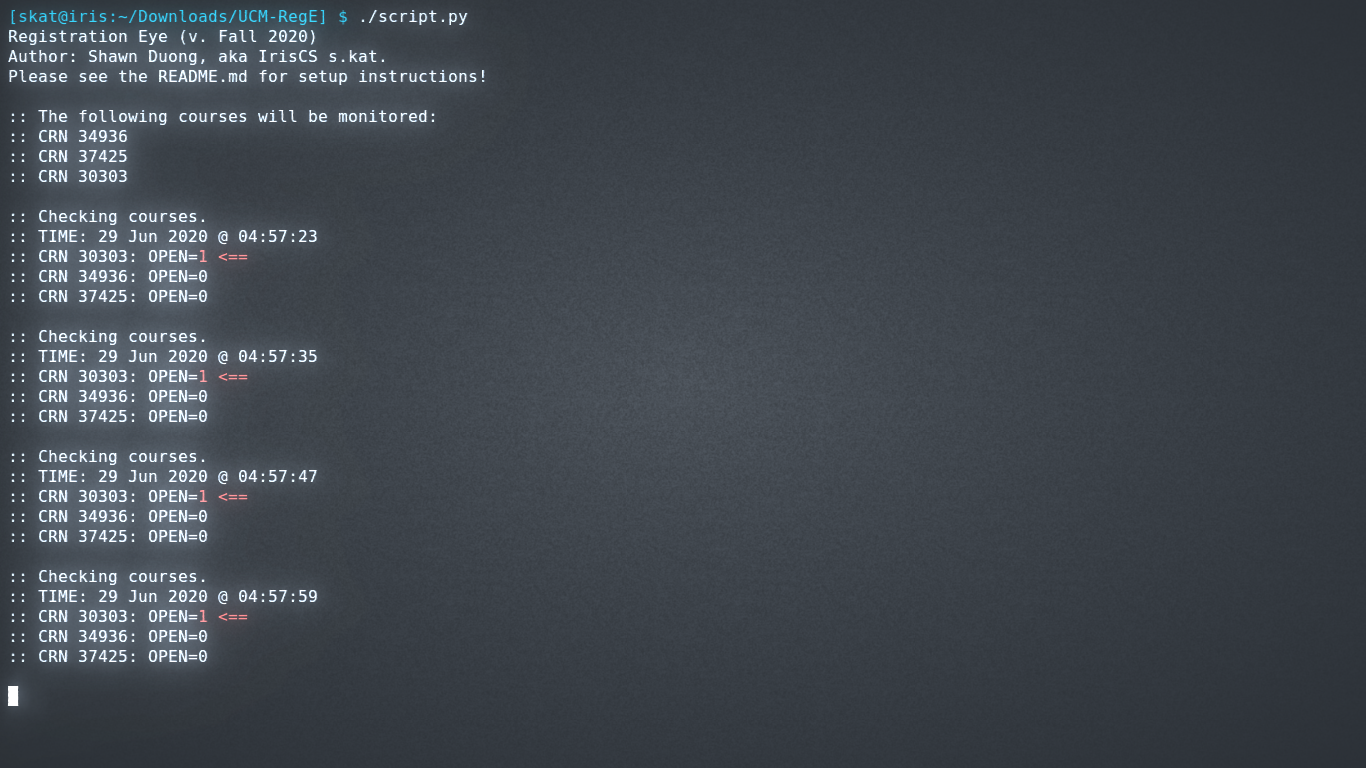 [skat@iris:~/Downloads/UCM-RegE] $ ./script.py
Registration Eye (v. Fall 2020)
Author: Shawn Duong, aka IrisCS s.kat.
Please see the README.md for setup instructions!
:: The following courses will be monitored:
:: CRN 34936
:: CRN 37425
:: CRN 30303
:: Checking courses.
:: TIME: 29 Jun 2020 @ 04:57:23
:: CRN 30303: OPEN=1 <==
:: CRN 34936: OPEN=0
:: CRN 37425: OPEN=0
:: Checking courses.
:: TIME: 29 Jun 2020 @ 04:57:35
:: CRN 30303: OPEN=1 <==
:: CRN 34936: OPEN=0
:: CRN 37425: OPEN=0
:: Checking courses.
:: TIME: 29 Jun 2020 @ 04:57:47
:: CRN 30303: OPEN=1 <==
:: CRN 34936: OPEN=0
:: CRN 37425: OPEN=0
:: Checking courses.
:: TIME: 29 Jun 2020 @ 04:57:59
:: CRN 30303: OPEN=1 <==
:: CRN 34936: OPEN=0
:: CRN 37425: OPEN=0